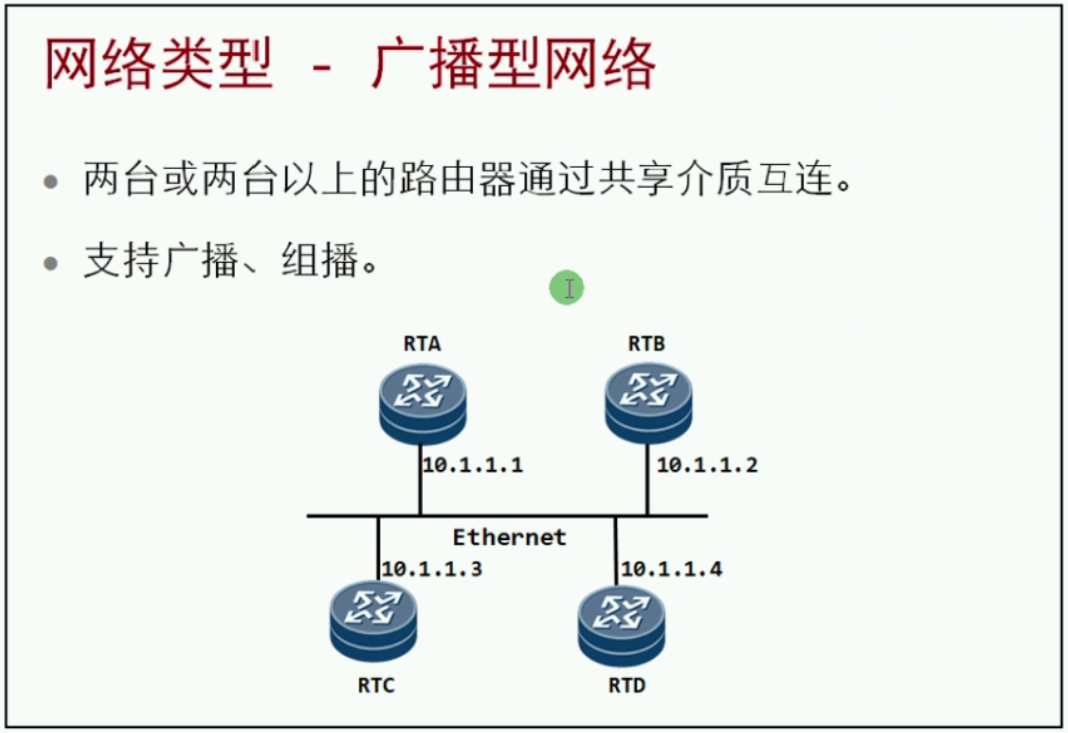 网络类型 - 广播型网络
两台或两台以上的路由器通过共享介质互连。
支持广播、组播。
RTA
RTB
10.1.1.1
10.1.1.2
Ethernet
10.1.1.3
10.1.1.4
RTC
RTD